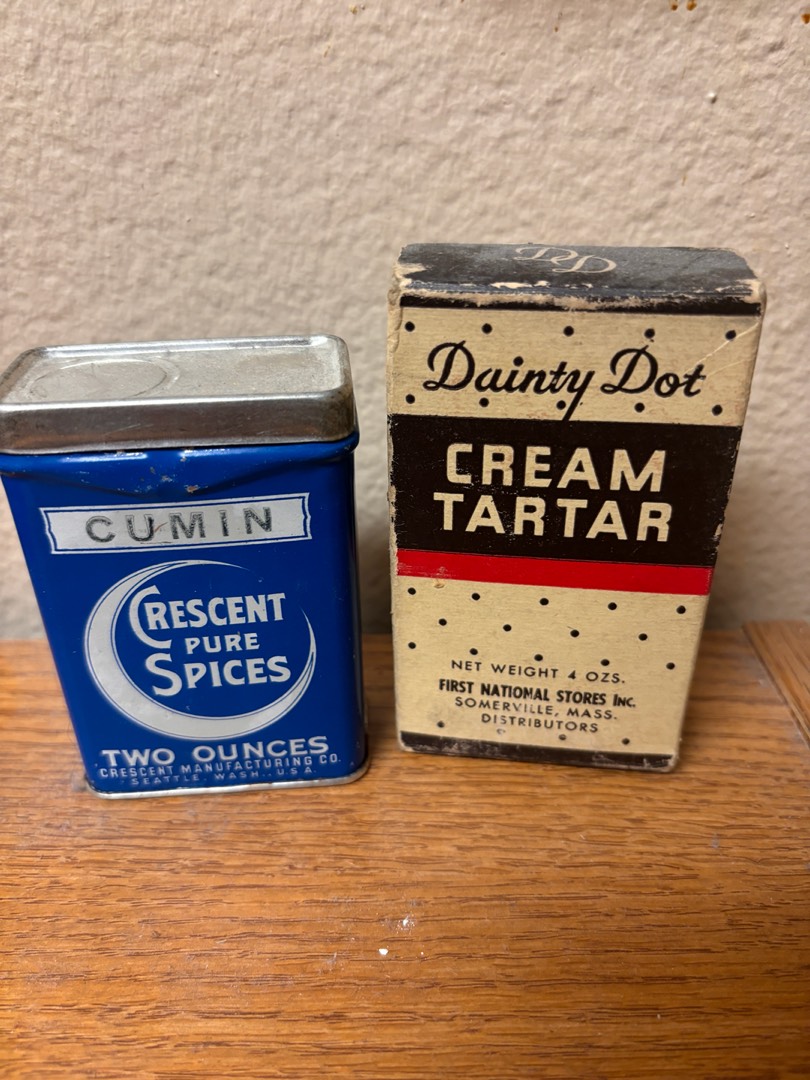 CUMIN
CRESCENT
PURE
SPICES
TWO OUNCES
CRESCENT MANUFACTURING CO.
SEATTLE, WASH., U.S.A.
DD
Dainty Dot
CREAM
TARTAR
NET WEIGHT 4 OZS.
FIRST NATIONAL STORES INC.
SOMERVILLE, MASS.
DISTRIBUTORS